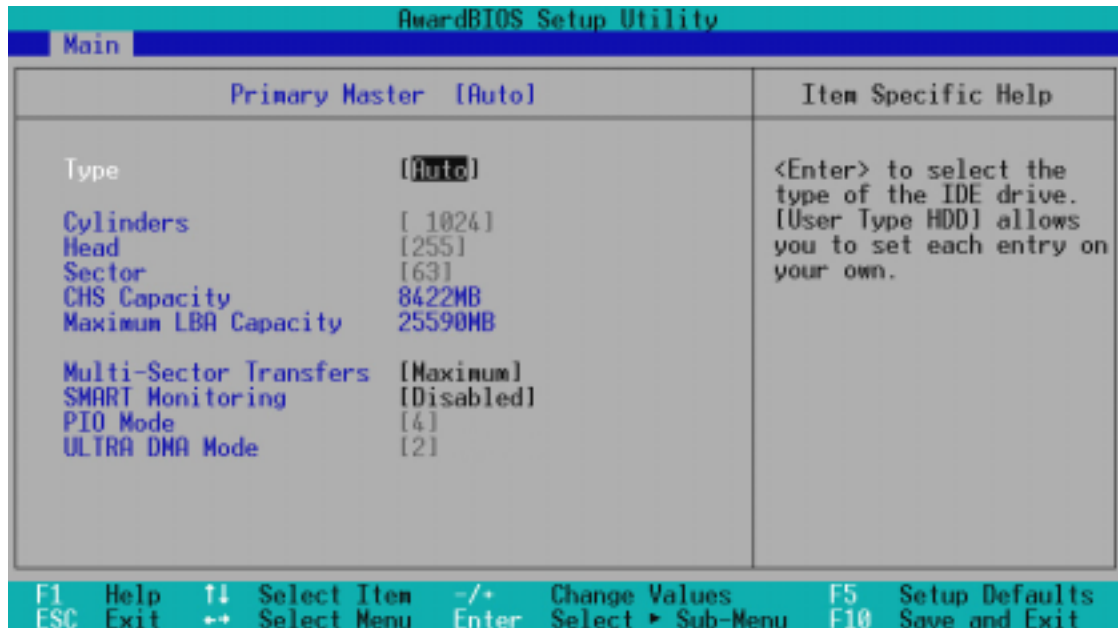 AwardBIOS Setup Utility
Main
Primary Master [Auto]
Item Specific Help
Type [Auto]
Cylinders [ 1024]
Head [255]
Sector [63]
CHS Capacity 8422MB
Maximum LBA Capacity 25590MB
Multi-Sector Transfers [Maximum]
SMART Monitoring [Disabled]
PIO Mode [4]
ULTRA DMA Mode [2]
<Enter> to select the
type of the IDE drive.
[User Type HDD] allows
you to set each entry on
your own.
F1 Help ↑↓ Select Item -/+ Change Values F5 Setup Defaults
ESC Exit ←→ Select Menu Enter Select ► Sub-Menu F10 Save and Exit